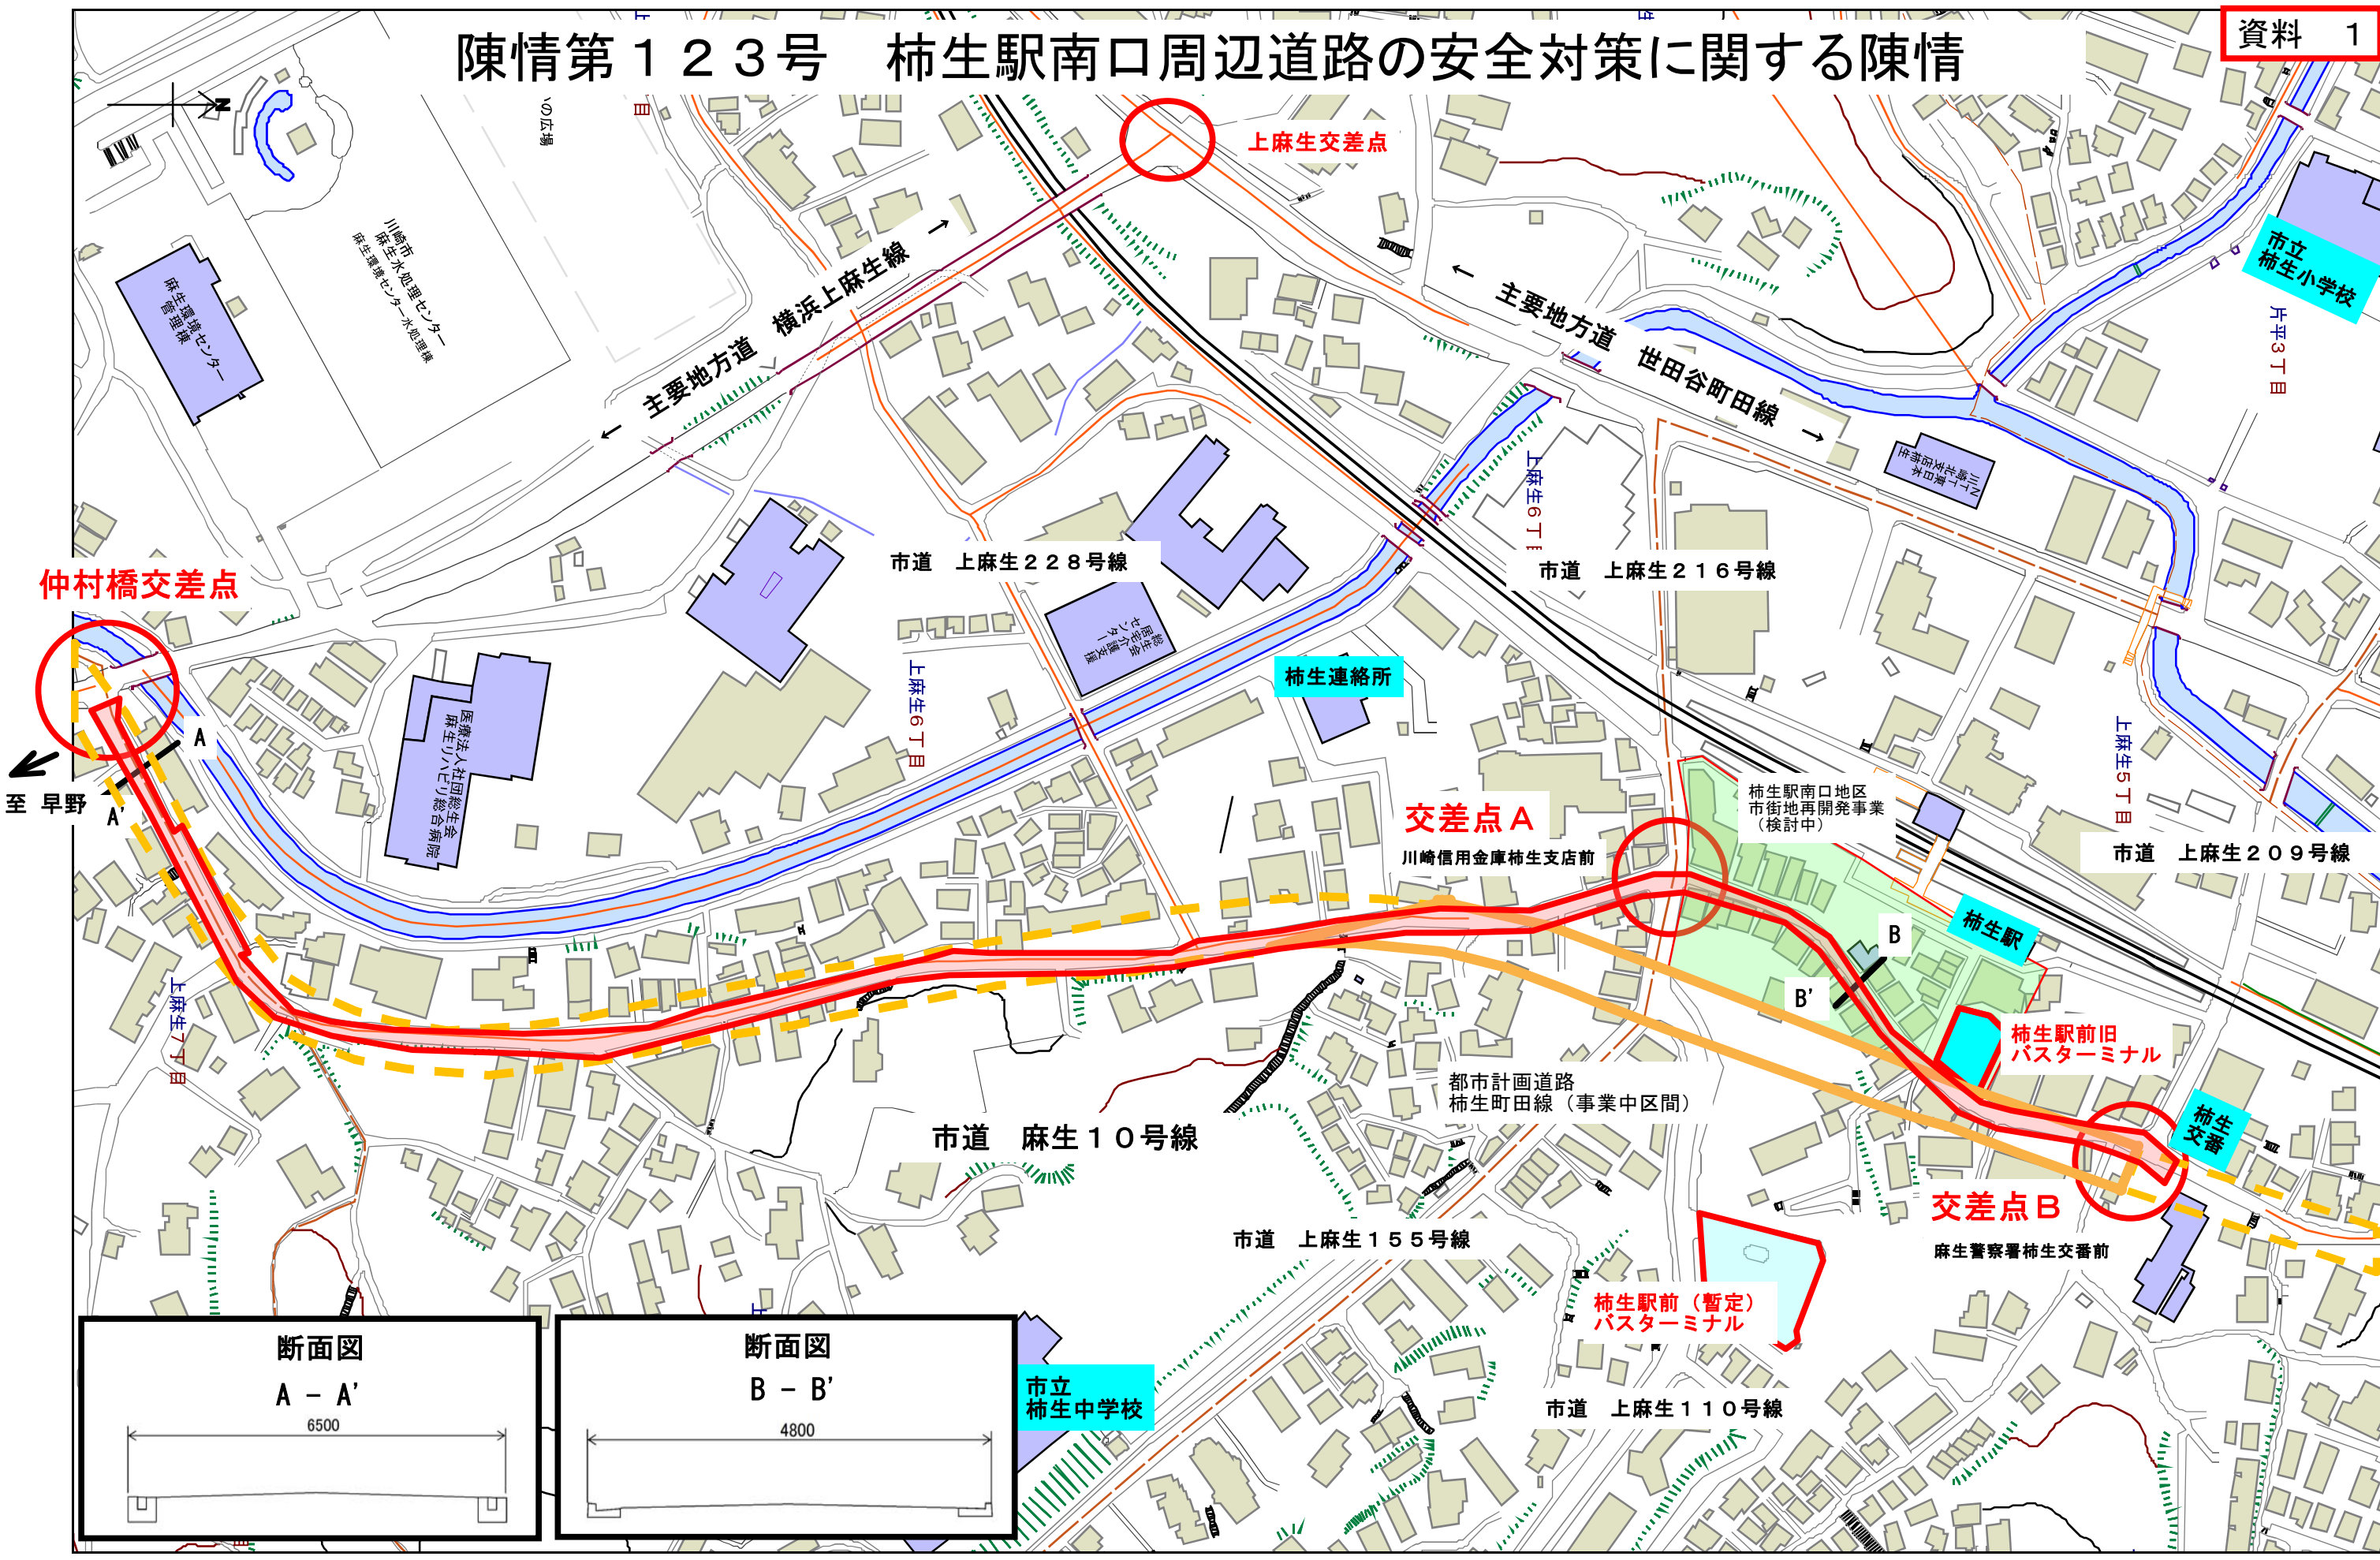 資料　１
陳情第１２３号　柿生駅南口周辺道路の安全対策に関する陳情
N
の広場
目
上麻生交差点
川崎市
麻生水処理センター
麻生環境センター水処理棟
麻生環境センター
管理棟
← 主要地方道　横浜上麻生線 →
← 主要地方道　世田谷町田線 →
市立
柿生小学校
片平3丁目
上麻生6丁目
仲村橋交差点
市道　上麻生２２８号線
市道　上麻生２１６号線
総生会
居宅介護支援
センター
柿生連絡所
上麻生6丁目
医療法人社団総生会
麻生リハビリ総合病院
A
A'
至 早野
上麻生5丁目
柿生駅南口地区
市街地再開発事業
（検討中）
交差点Ａ
川崎信用金庫柿生支店前
市道　上麻生２０９号線
柿生駅
B
B'
上麻生7丁目
柿生駅前旧
バスターミナル
都市計画道路
柿生町田線（事業中区間）
柿生
交番
市道　麻生１０号線
交差点Ｂ
麻生警察署柿生交番前
市道　上麻生１５５号線
柿生駅前（暫定）
バスターミナル
断面図
A － A'
6500
断面図
B － B'
4800
市立
柿生中学校
市道　上麻生１１０号線